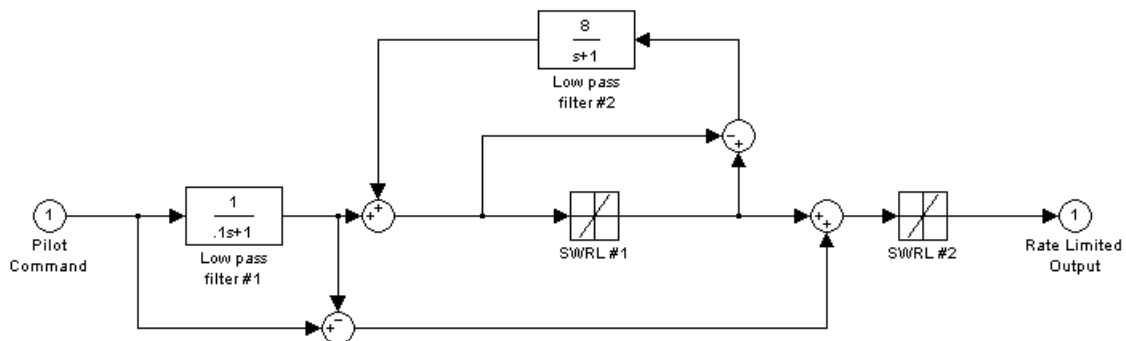 8
s+1
Low pass
filter #2
−
+
1
Pilot
Command
1
.1s+1
Low pass
filter #1
+
+
SWRL #1
+
+
SWRL #2
1
Rate Limited
Output
+
−